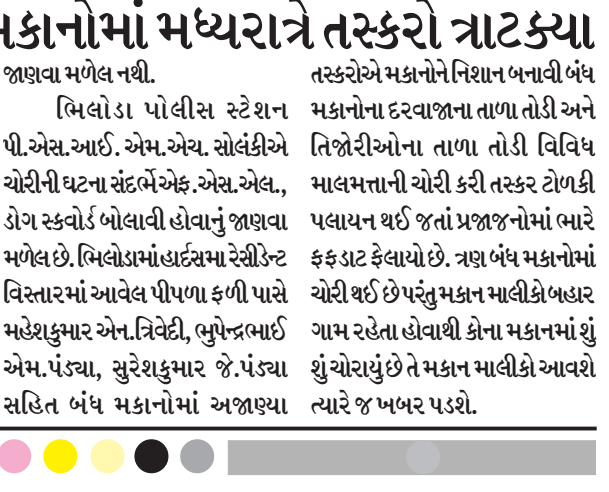 મકાનોમાં મધ્યરાત્રે તસ્કરો ત્રાટક્યા
જાણવા મળેલ નથી.
ભિલોડા પોલીસ સ્ટેશન
પી.એસ.આઈ. એમ.એચ. સોલંકીએ
ચોરીની ઘટના સંદર્ભે એફ.એસ.એલ.,
ડોગ સ્કવોર્ડ બોલાવી હોવાનું જાણવા
મળેલ છે. ભિલોડામાં હાર્દસમા રેસીડેન્ટ
વિસ્તારમાં આવેલ પીપળા ફળી પાસે
મહેશકુમાર એન.ત્રિવેદી, ભુપેન્દ્રભાઈ
એમ.પંડ્યા, સુરેશકુમાર જે.પંડ્યા
સહિત બંધ મકાનોમાં અજાણ્યા
તસ્કરોએ મકાનોને નિશાન બનાવી બંધ
મકાનોના દરવાજાના તાળા તોડી અને
તિજોરીઓના તાળા તોડી વિવિધ
માલમત્તાની ચોરી કરી તસ્કર ટોળકી
પલાયન થઈ જતાં પ્રજાજનોમાં ભારે
ફફડાટ ફેલાયો છે. ત્રણ બંધ મકાનોમાં
ચોરી થઈ છે પરંતુ મકાન માલીકો બહાર
ગામ રહેતા હોવાથી કોના મકાનમાં શું
શું ચોરાયું છે તે મકાન માલીકો આવશે
ત્યારે જ ખબર પડશે.